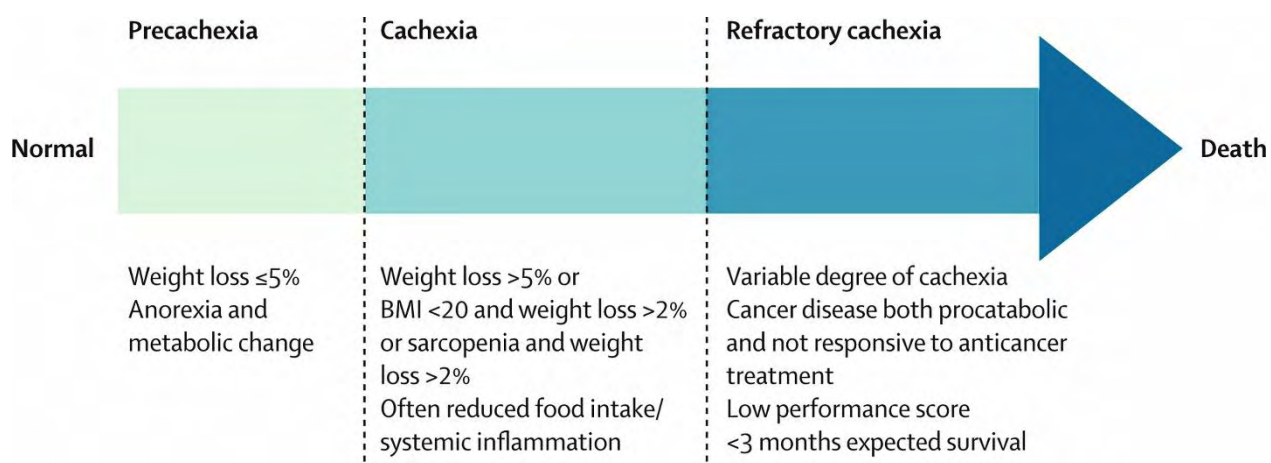 Precachexia
Cachexia
Refractory cachexia
Normal
Death
Weight loss ≤5%
Anorexia and
metabolic change
Weight loss >5% or
BMI <20 and weight loss >2%
or sarcopenia and weight
loss >2%
Often reduced food intake/
systemic inflammation
Variable degree of cachexia
Cancer disease both procatabolic
and not responsive to anticancer
treatment
Low performance score
<3 months expected survival